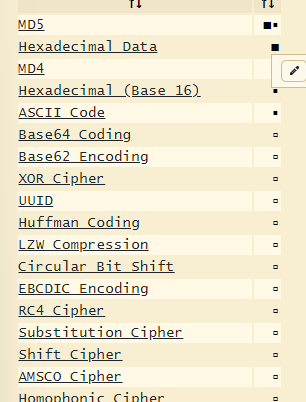 ↑↓ ↑↓
MD5 ■▪
Hexadecimal Data ■
MD4
Hexadecimal (Base 16) ▪
ASCII Code ▪
Base64 Coding ▫
Base62 Encoding ▫
XOR Cipher ▫
UUID ▫
Huffman Coding ▫
LZW Compression ▫
Circular Bit Shift ▫
EBCDIC Encoding ▫
RC4 Cipher ▫
Substitution Cipher ▫
Shift Cipher ▫
AMSCO Cipher ▫
Homophonic Cipher ▫